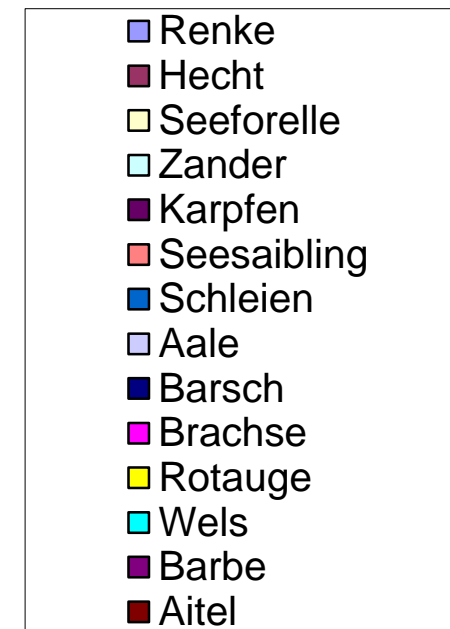 Renke
Hecht
Seeforelle
Zander
Karpfen
Seesaibling
Schleien
Aale
Barsch
Brachse
Rotauge
Wels
Barbe
Aitel